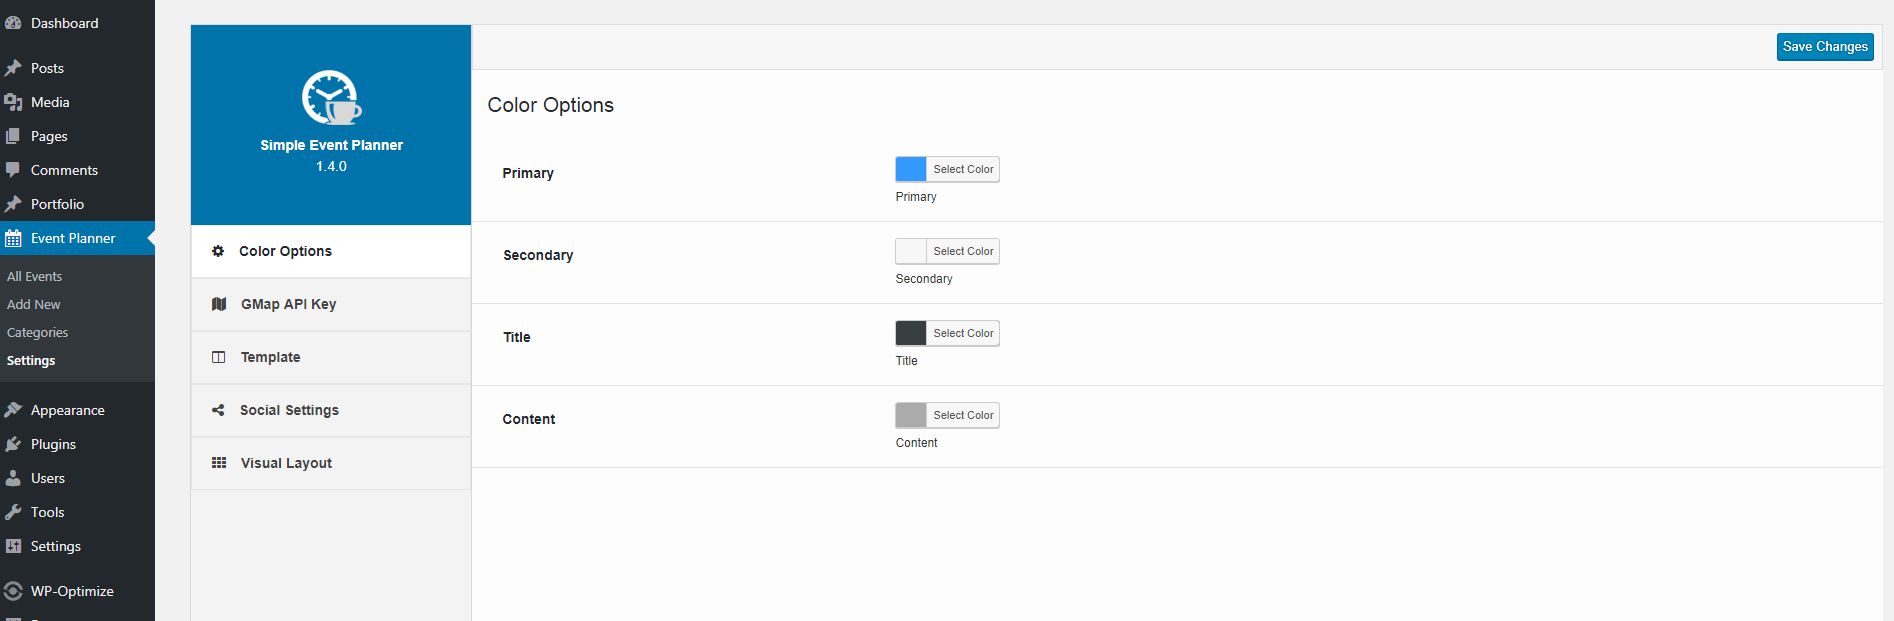 Dashboard
Posts
Media
Pages
Comments
Portfolio
Event Planner
All Events
Add New
Categories
Settings
Appearance
Plugins
Users
Tools
Settings
WP-Optimize
Simple Event Planner
1.4.0
Color Options
GMap API Key
Template
Social Settings
Visual Layout
Save Changes
Color Options
Primary
Select Color
Primary
Secondary
Select Color
Secondary
Title
Select Color
Title
Content
Select Color
Content